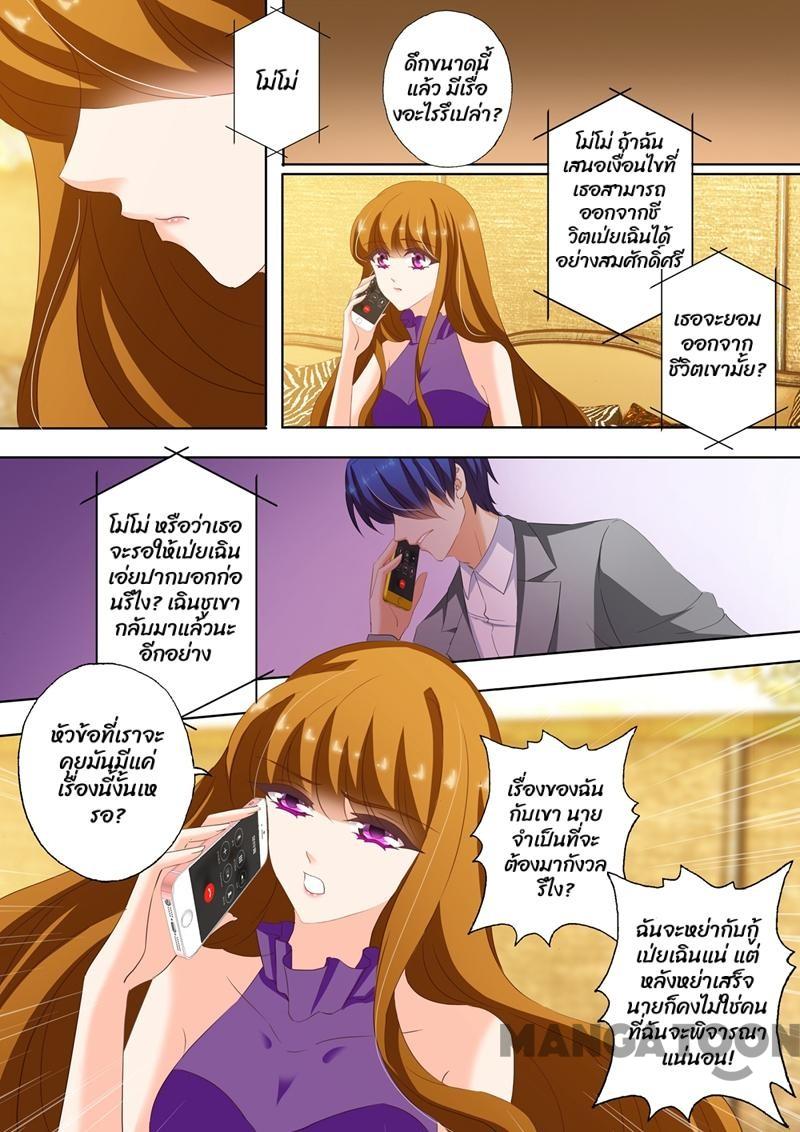 โม่โม่
ดึกขนาดนี้
แล้ว มีเรื่อ
งอะไรรึเปล่า?
โม่โม่ ถ้าฉัน
เสนอเงื่อนไขที่
เธอสามารถ
ออกจากชี
วิตเป่ยเฉินได้
อย่างสมศักดิ์ศรี
เธอจะยอม
ออกจาก
ชีวิตเขามั้ย?
โม่โม่ หรือว่าเธอ
จะรอให้เป่ยเฉิน
เอ่ยปากบอกก่อ
นรึไง? เฉินชูเขา
กลับมาแล้วนะ
อีกอย่าง
หัวข้อที่เราจะ
คุยมันมีแค่
เรื่องนี้งั้นเห
รอ?
เรื่องของฉัน
กับเขา นาย
จำเป็นที่จะ
ต้องมากังวล
รึไง?
ฉันจะหย่ากับกู้
เป่ยเฉินแน่ แต่
หลังหย่าเสร็จ
นายก็คงไม่ใช่คน
ที่ฉันจะพิจารณา
แน่นอน!
MANGATOON